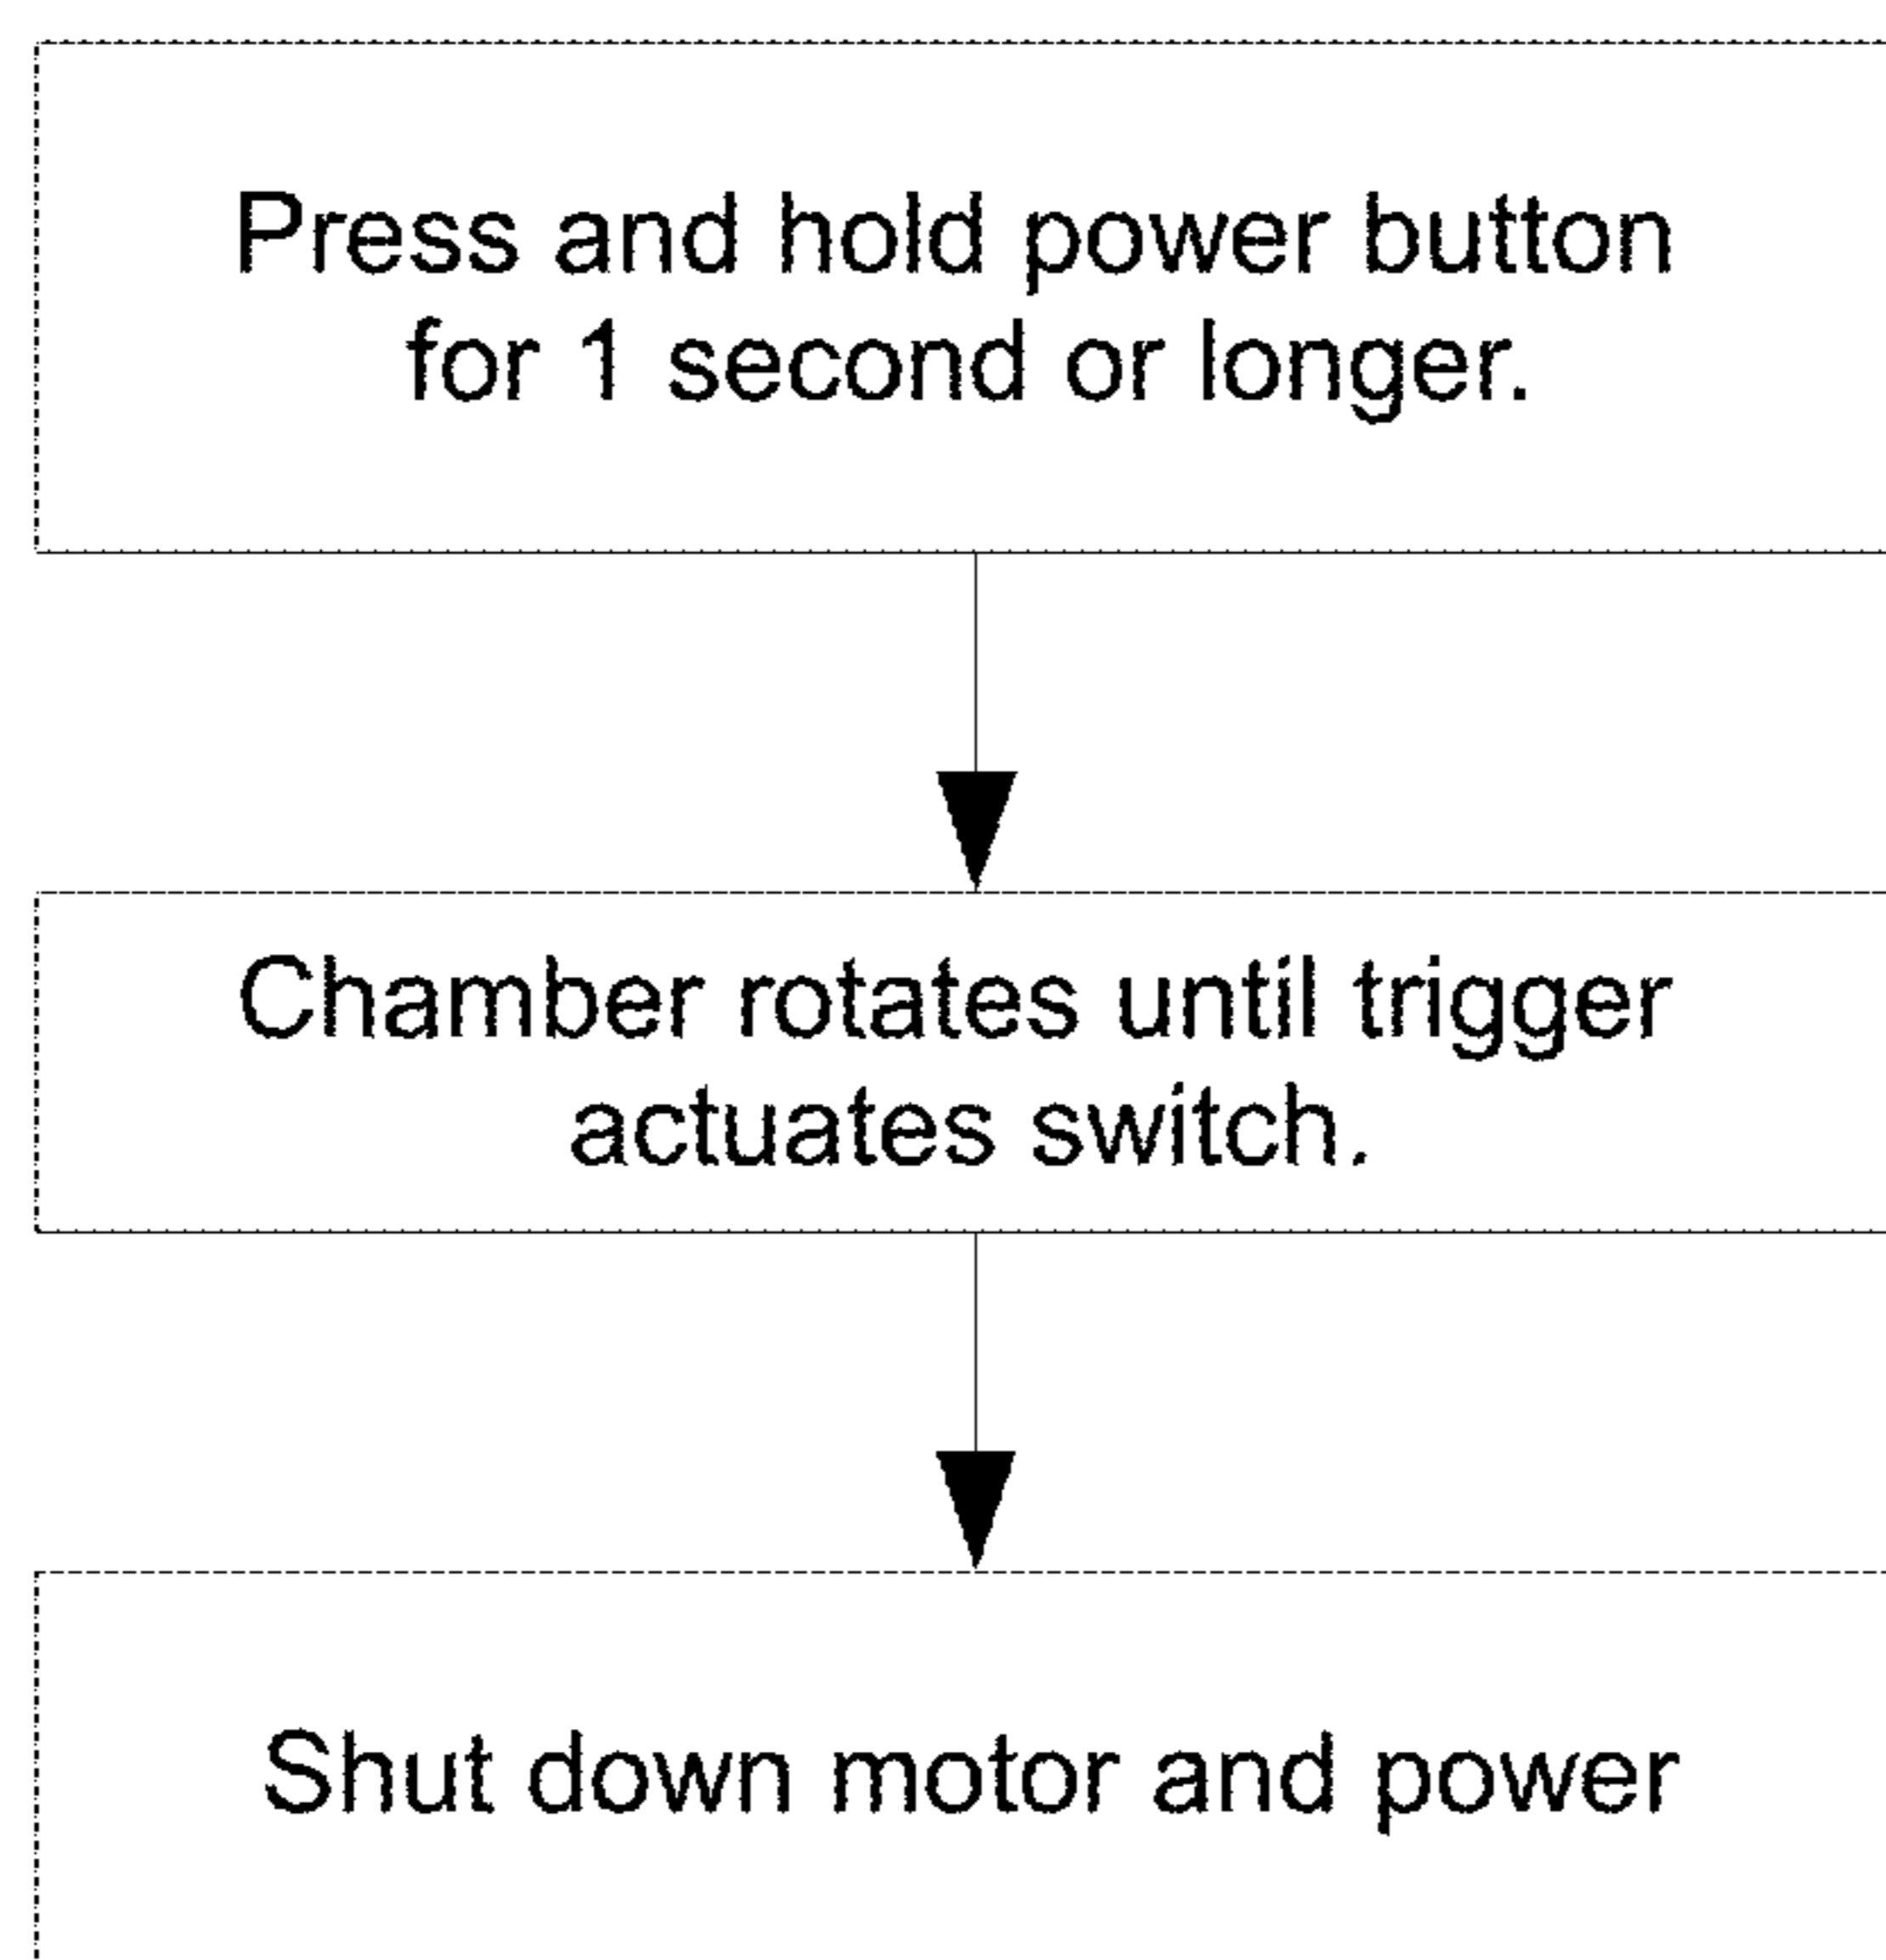 Press and hold power button
for 1 second or longer.
Chamber rotates until trigger
actuates switch.
Shut down motor and power